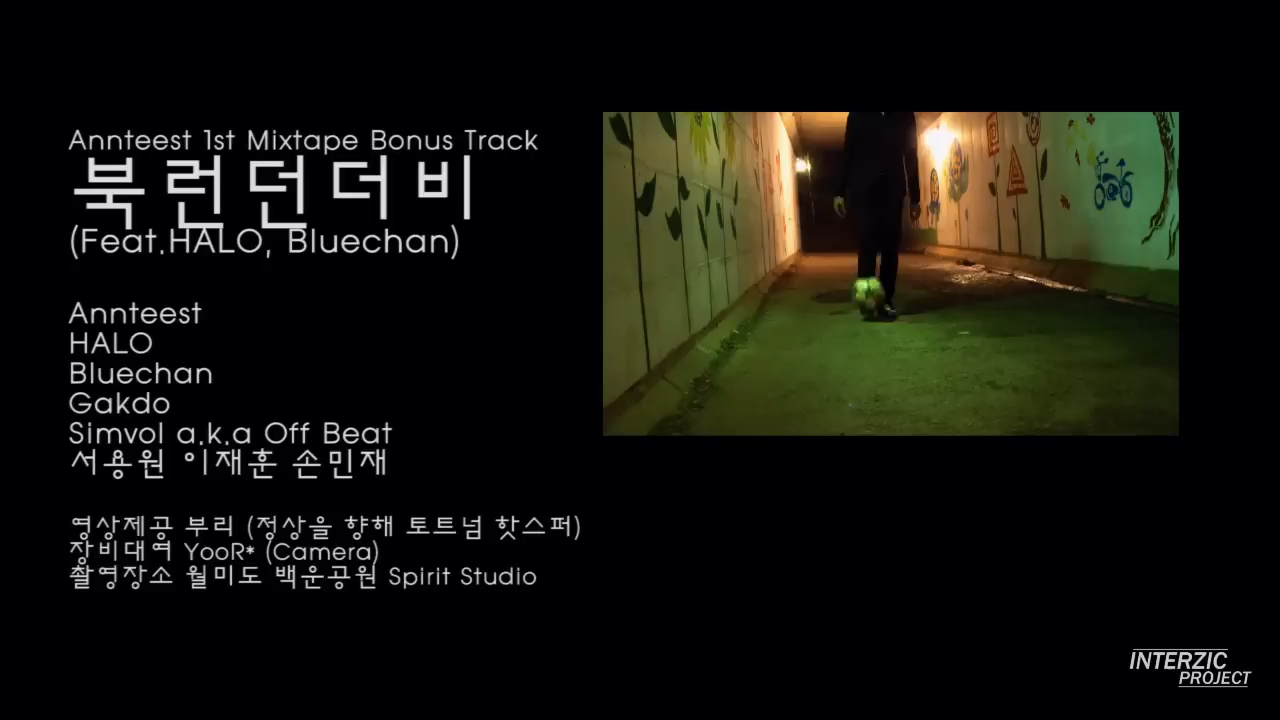 Annteest 1st Mixtape Bonus Track
북런던더비
(Feat.HALO, Bluechan)
Annteest
HALO
Bluechan
Gakdo
Simvol a.k.a Off Beat
서용원 이재훈 손민재
영상제공 부리 (정상을 향해 토트넘 핫스퍼)
장비대여 YooR* (Camera)
촬영장소 월미도 백운공원 Spirit Studio
INTERZIC
PROJECT